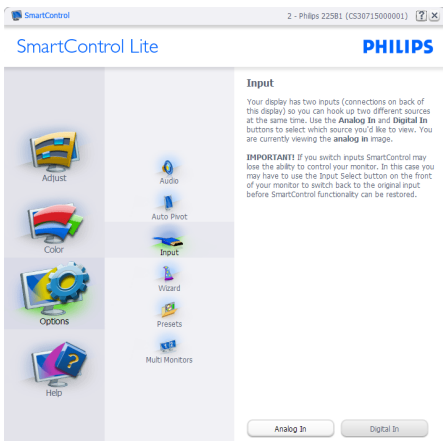 SmartControl
2 - Philips 225B1 (CS30715000001)
SmartControl Lite
PHILIPS
Adjust
Color
Options
Help
Audio
Auto Pivot
Input
Wizard
Presets
Multi Monitors
Input
Your display has two inputs (connections on back of
this display) so you can hook up two different sources
at the same time. Use the Analog In and Digital In
buttons to select which source you'd like to view. You
are currently viewing the analog in image.
IMPORTANT! If you switch inputs SmartControl may
lose the ability to control your monitor. In this case you
may have to use the Input Select button on the front
of your monitor to switch back to the original input
before SmartControl functionality can be restored.
Analog In
Digital In